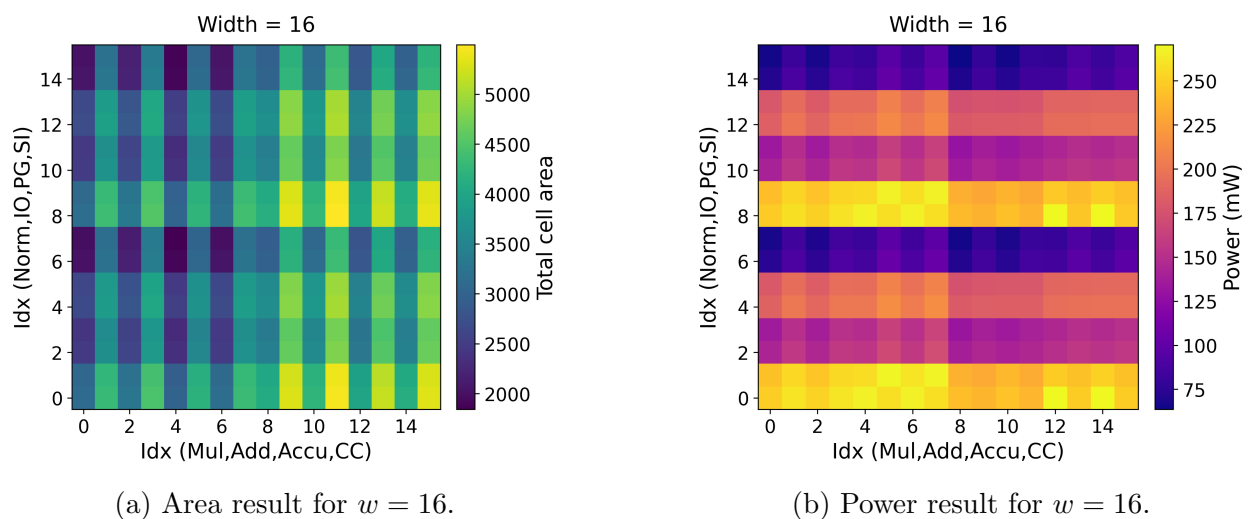 Width = 16
14
12
10
8
6
4
2
0
Idx (Norm,IO,PG,SI)
0 2 4 6 8 10 12 14
Idx (Mul,Add,Accu,CC)
5000
4500
4000
3500
3000
2500
2000
Total cell area
(a) Area result for w = 16.
Width = 16
14
12
10
8
6
4
2
0
Idx (Norm,IO,PG,SI)
0 2 4 6 8 10 12 14
Idx (Mul,Add,Accu,CC)
250
225
200
175
150
125
100
75
Power (mW)
(b) Power result for w = 16.